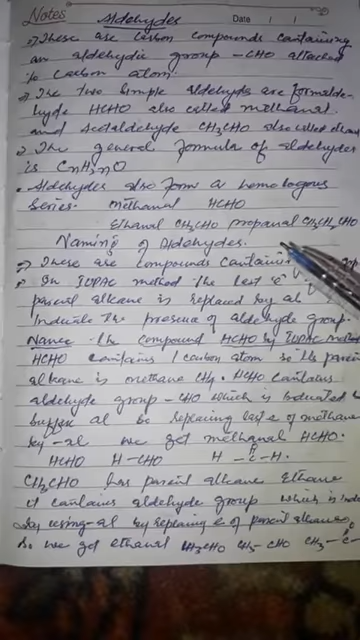 Notes
Aldehydes
Date / /
These are carbon compounds containing
an aldehydic group -CHO attached
to carbon atom.
The two simple aldehydes are formalde-
hyde HCHO also called methanal
and Acetaldehyde CH3CHO also called
The general formula of aldehydes
is CnH2nO
Aldehydes also form a homologous
series. methanal HCHO
Ethanal CH3CHO propanal CH3CH2CHO
Naming of Aldehydes.
These are compounds
In IUPAC method the last e
parent alkane is replaced by al
Indicate the presence of aldehyde group.
Name the compound HCHO by IUPAC method
HCHO contains 1 carbon atom so the parent
alkane is methane CH4. HCHO contains
aldehyde group -CHO which is indicated
al replacing last e of methane
by -al we get methanal HCHO.
HCHO H-CHO H-C-H.
CH3CHO has parent alkane Ethane
It contains aldehyde group which is
by using -al by replacing e of parent alkane
So we get ethanal CH3CHO CH3-CHO CH3-C-